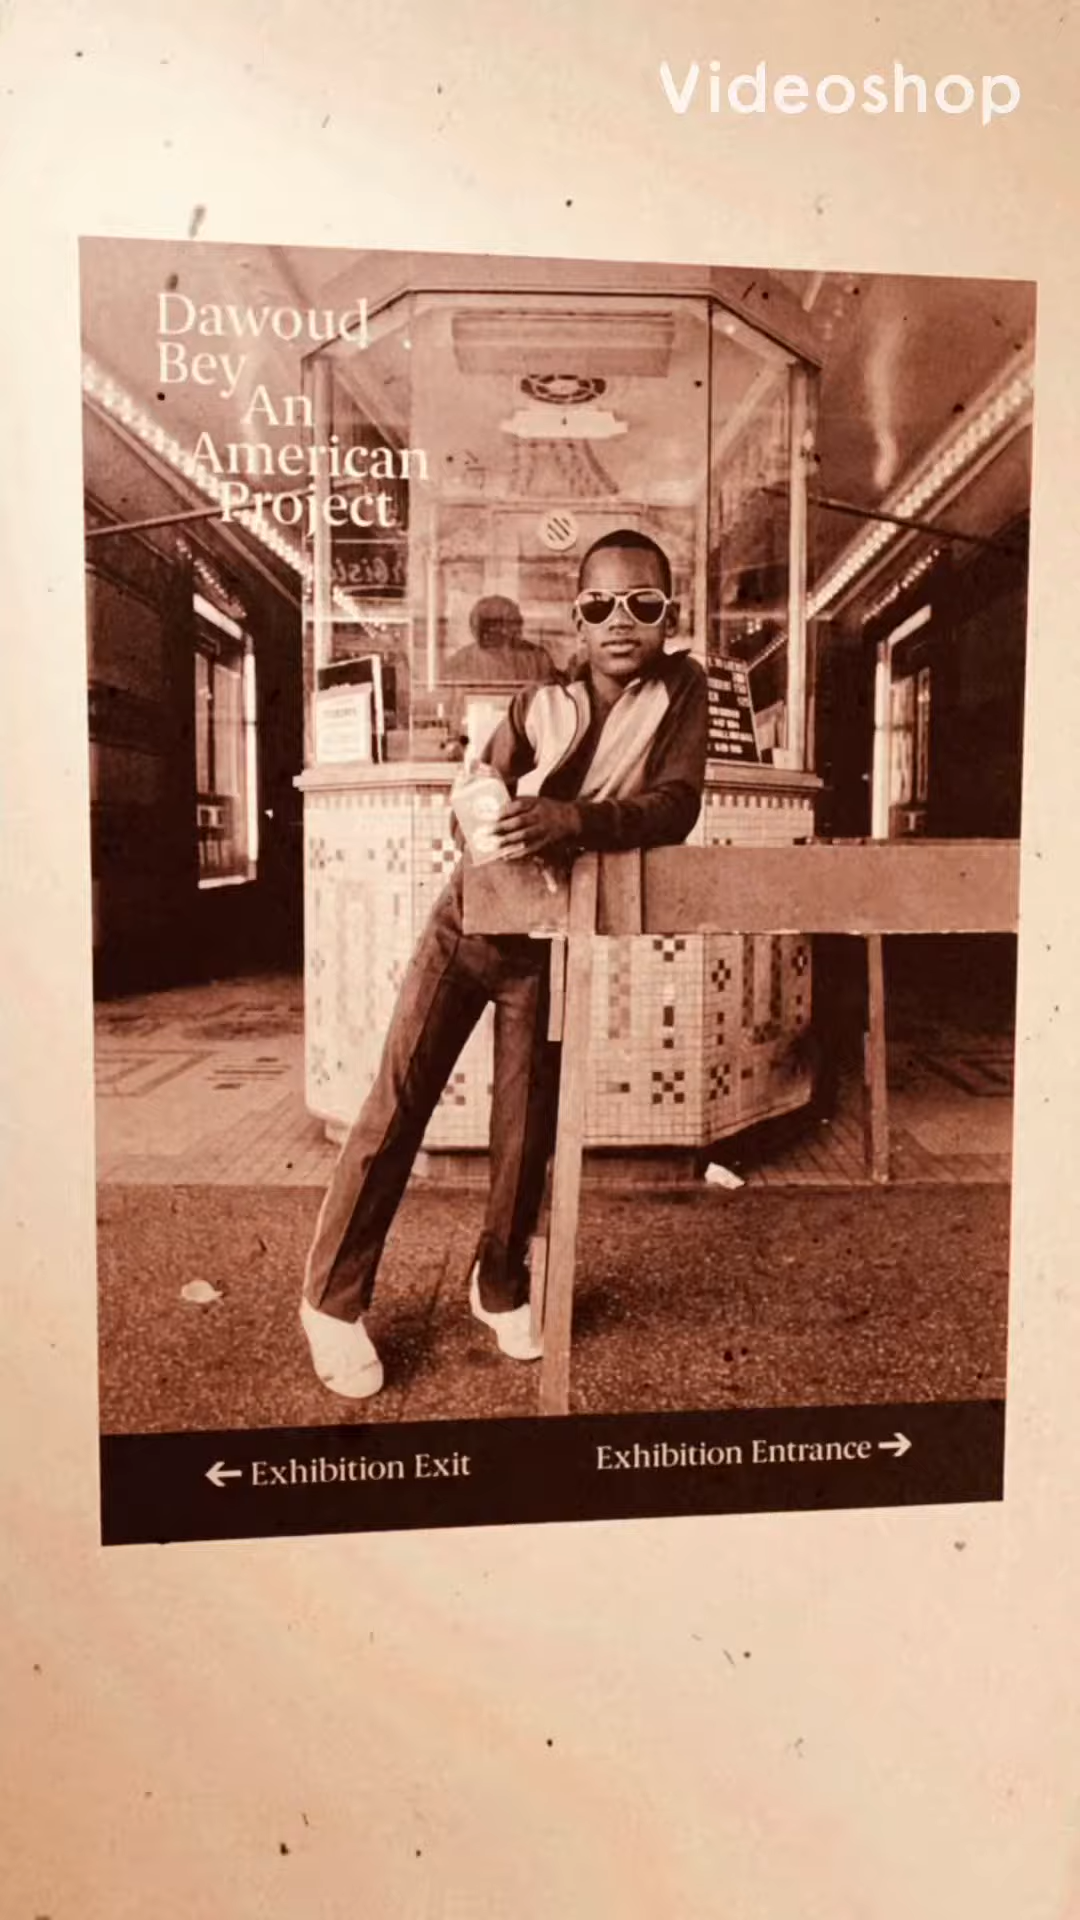 Videoshop
Dawoud
Bey
An
American
Project
← Exhibition Exit
Exhibition Entrance →